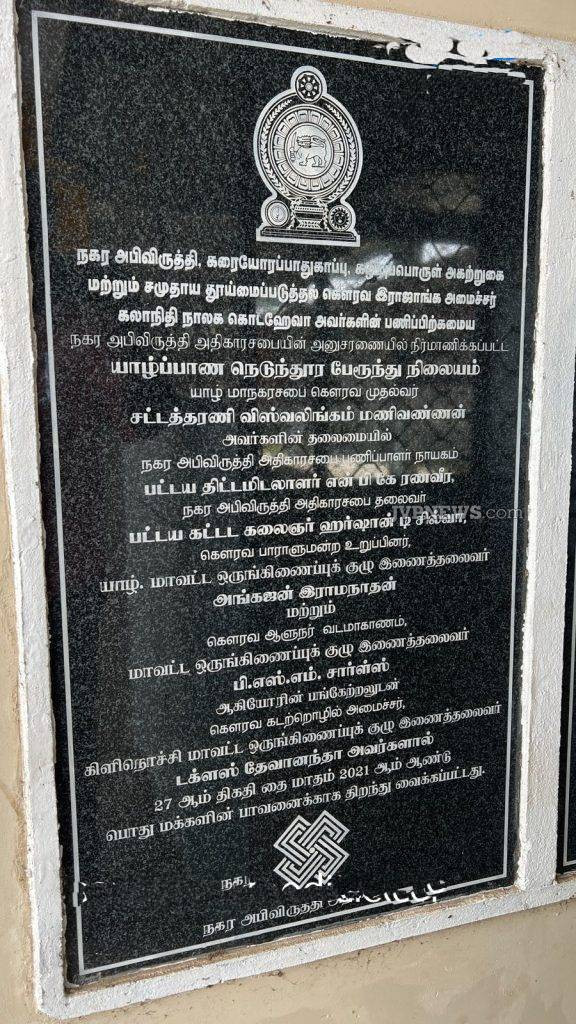 நகர அபிவிருத்தி, கரையோரப்பாதுகாப்பு, கழிவுப்பொருள் அகற்றுகை
மற்றும் சமுதாய தூய்மைப்படுத்தல் கௌரவ இராஜாங்க அமைச்சர்
கலாநிதி நாலக கொடஹேவா அவர்களின் பணிப்பிற்கமைய
நகர அபிவிருத்தி அதிகாரசபையின் அனுசரணையில் நிர்மாணிக்கப்பட்ட
யாழ்ப்பாண நெடுந்தூர பேரூந்து நிலையம்
யாழ் மாநகரசபை கௌரவ முதல்வர்
சட்டத்தரணி விஸ்வலிங்கம் மணிவண்ணன்
அவர்களின் தலைமையில்
நகர அபிவிருத்தி அதிகாரசபை பணிப்பாளர் நாயகம்
பட்டய திட்டமிடலாளர் என் பி கே ரணவீர,
நகர அபிவிருத்தி அதிகாரசபை தலைவர்
பட்டய கட்டட கலைஞர் ஹர்ஷான் டி சில்வா,
JVPNEWS.com
கௌரவ பாராளுமன்ற உறுப்பினர்,
யாழ். மாவட்ட ஒருங்கிணைப்புக் குழு இணைத்தலைவர்
அங்கஜன் இராமநாதன்
மற்றும்
கௌரவ ஆளுநர் வடமாகாணம்,
மாவட்ட ஒருங்கிணைப்புக் குழு இணைத்தலைவர்
பி.எஸ்.எம். சார்ள்ஸ்
ஆகியோரின் பங்கேற்றலுடன்
கௌரவ கடற்றொழில் அமைச்சர்,
கிளிநொச்சி மாவட்ட ஒருங்கிணைப்புக் குழு இணைத்தலைவர்
டக்ளஸ் தேவானந்தா அவர்களால்
27 ஆம் திகதி தை மாதம் 2021 ஆம் ஆண்டு
பொது மக்களின் பாவனைக்காக திறந்து வைக்கப்பட்டது.
நகர அபிவிருத்தி